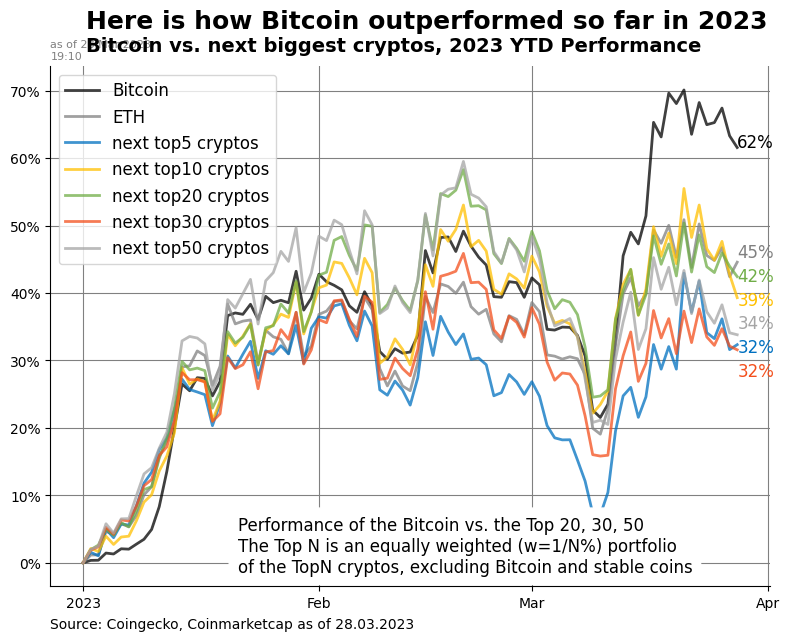 Here is how Bitcoin outperformed so far in 2023
as of
19:10
Bitcoin vs. next biggest cryptos, 2023 YTD Performance
Bitcoin
ETH
next top5 cryptos
next top10 cryptos
next top20 cryptos
next top30 cryptos
next top50 cryptos
70%
60%
50%
40%
30%
20%
10%
0%
62%
45%
42%
39%
34%
32%
32%
Performance of the Bitcoin vs. the Top 20, 30, 50
The Top N is an equally weighted (w=1/N%) portfolio
of the TopN cryptos, excluding Bitcoin and stable coins
2023
Feb
Mar
Apr
Source: Coingecko, Coinmarketcap as of 28.03.2023